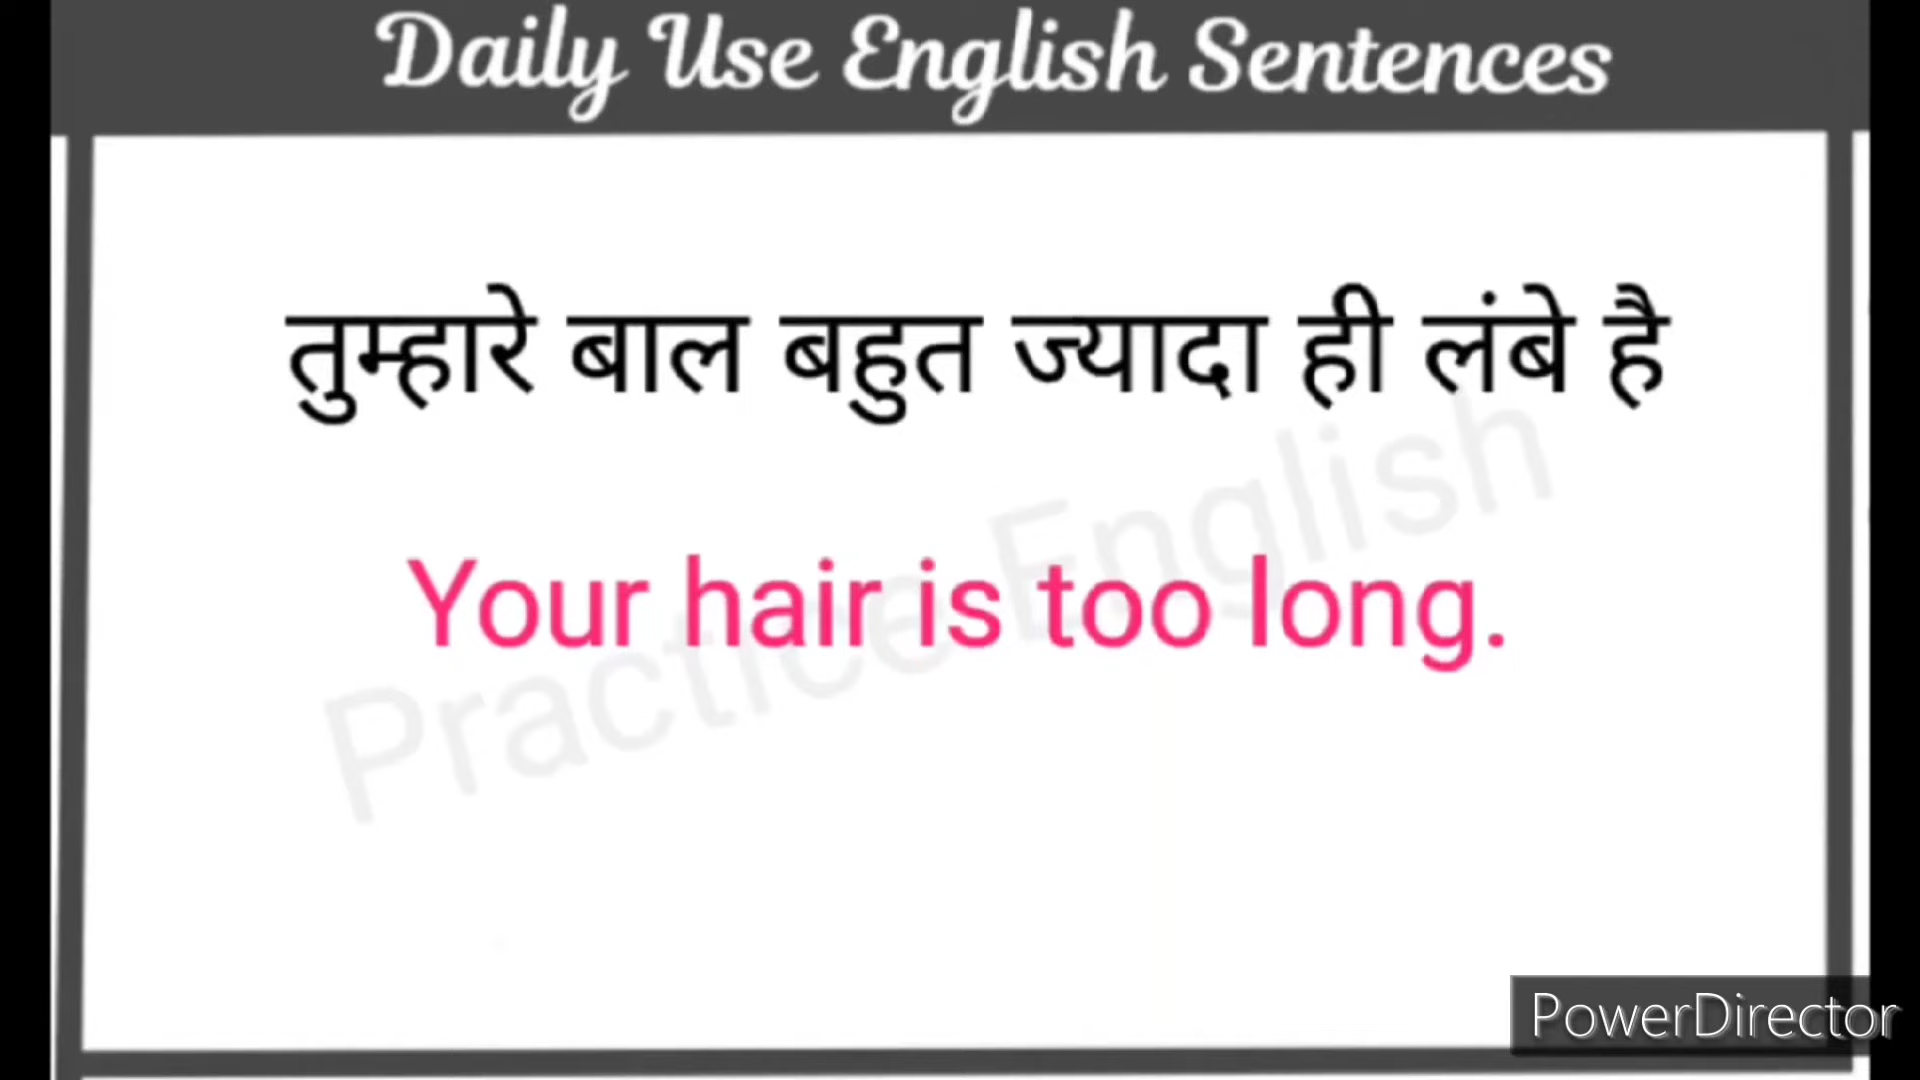 Daily Use English Sentences
तुम्हारे बाल बहुत ज्यादा ही लंबे है
Your hair is too long.
Practice English
PowerDirector